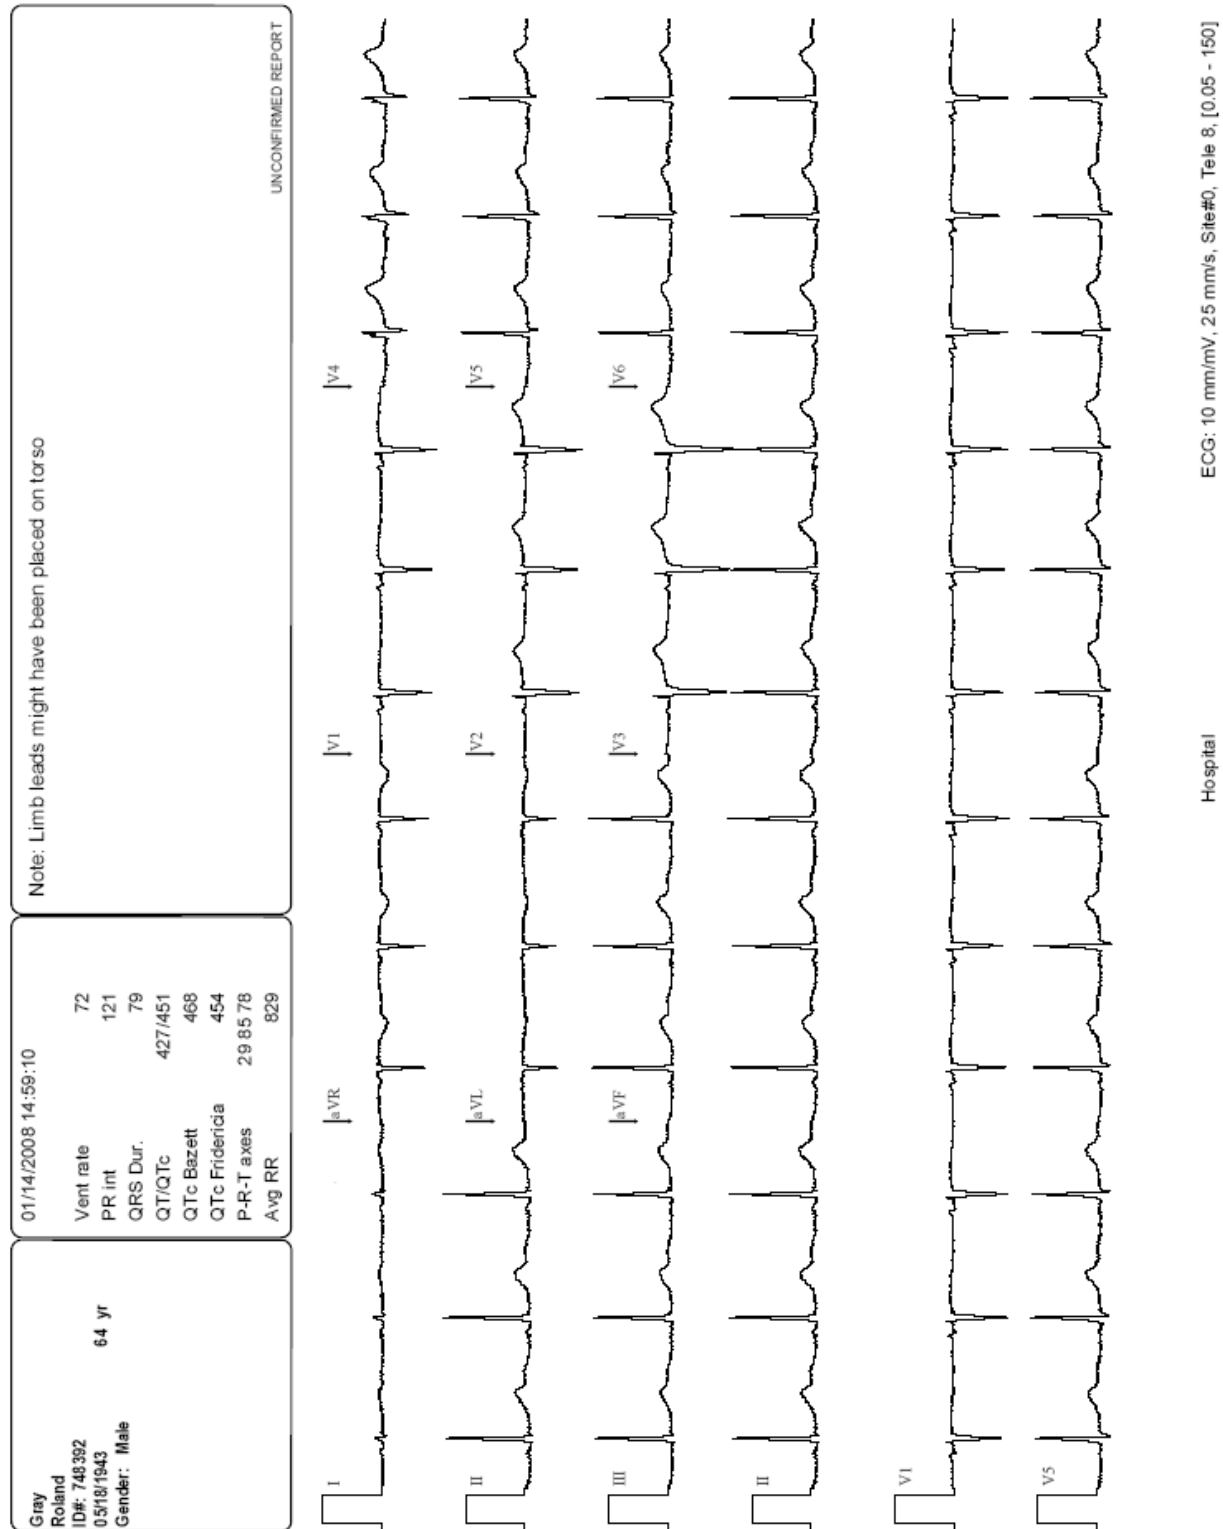 Gray
Roland
ID#: 748392
05/18/1943 64 yr
Gender: Male
01/14/2008 14:59:10
Vent rate 72
PR int 121
QRS Dur. 79
QT/QTc 427/451
QTc Bazett 468
QTc Fridericia 454
P-R-T axes 29 85 78
Avg RR 829
Note: Limb leads might have been placed on torso
UNCONFIRMED REPORT
I aVR V1 V4
II aVL V2 V5
III aVF V3 V6
II
V1
V5
Hospital
ECG: 10 mm/mV, 25 mm/s, Site#0, Tele 8, [0.05 - 150]